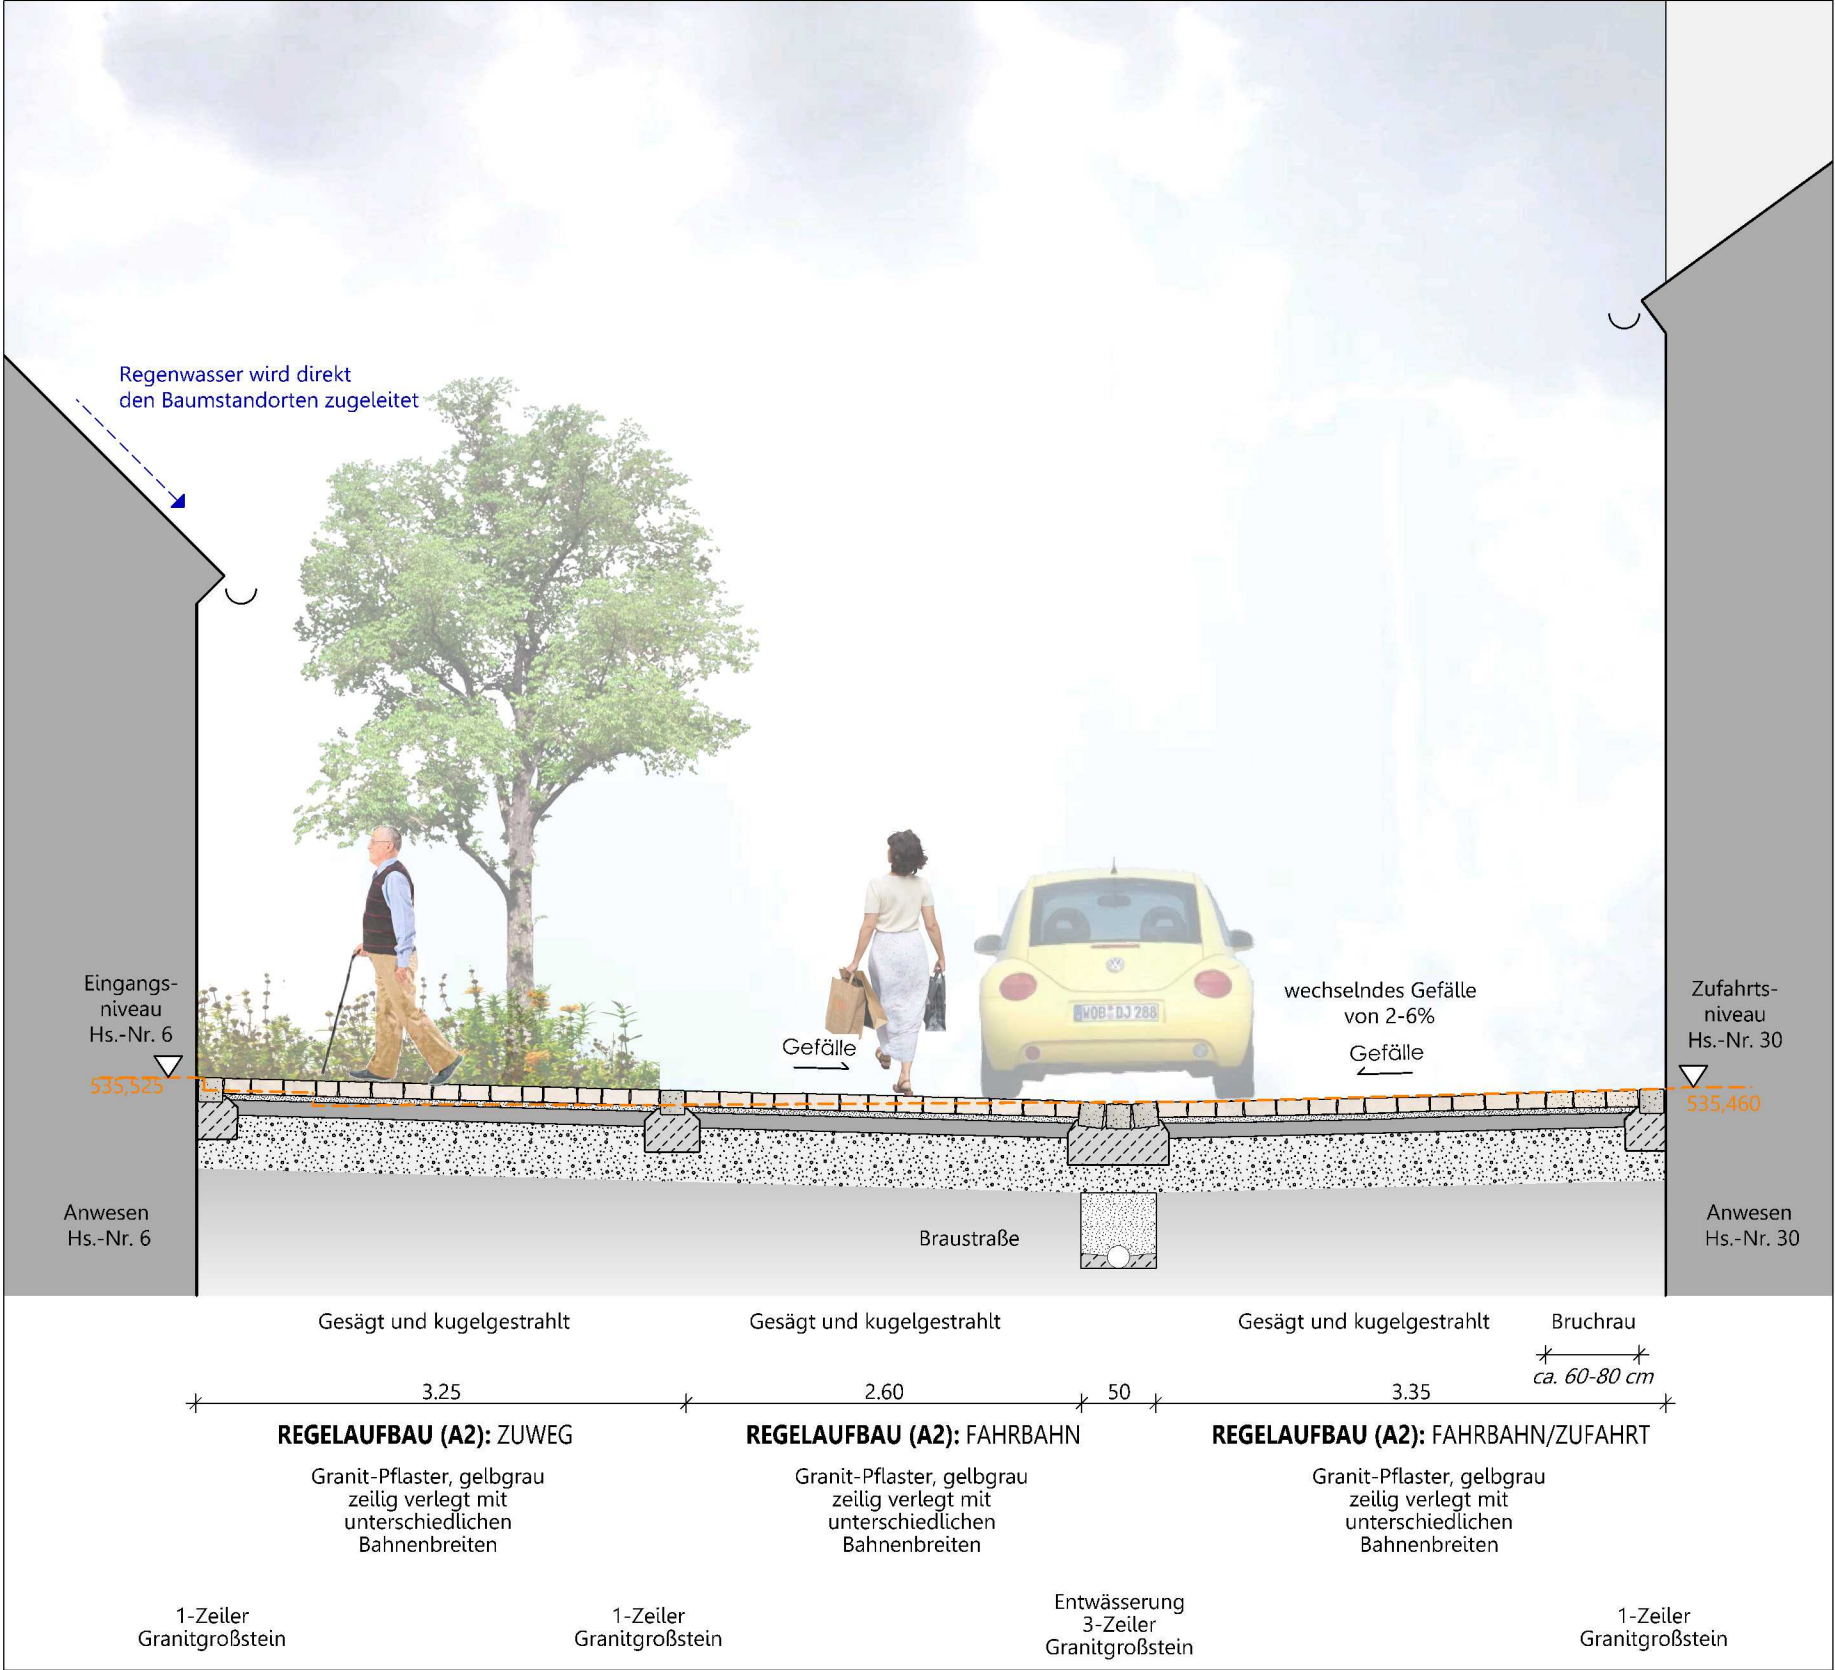 Regenwasser wird direkt
den Baumstandorten zugeleitet
Eingangs-
niveau
Hs.-Nr. 6
535,525
Gefälle
WOB DJ 288
wechselndes Gefälle
von 2-6%
Gefälle
Zufahrts-
niveau
Hs.-Nr. 30
535,460
Anwesen
Hs.-Nr. 6
Braustraße
Anwesen
Hs.-Nr. 30
Gesägt und kugelgestrahlt
Gesägt und kugelgestrahlt
Gesägt und kugelgestrahlt
Bruchrau
ca. 60-80 cm
3.25
2.60
50
3.35
REGELAUFBAU (A2): ZUWEG
Granit-Pflaster, gelbgrau
zeilig verlegt mit
unterschiedlichen
Bahnenbreiten
REGELAUFBAU (A2): FAHRBAHN
Granit-Pflaster, gelbgrau
zeilig verlegt mit
unterschiedlichen
Bahnenbreiten
REGELAUFBAU (A2): FAHRBAHN/ZUFAHRT
Granit-Pflaster, gelbgrau
zeilig verlegt mit
unterschiedlichen
Bahnenbreiten
1-Zeiler
Granitgroßstein
1-Zeiler
Granitgroßstein
Entwässerung
3-Zeiler
Granitgroßstein
1-Zeiler
Granitgroßstein